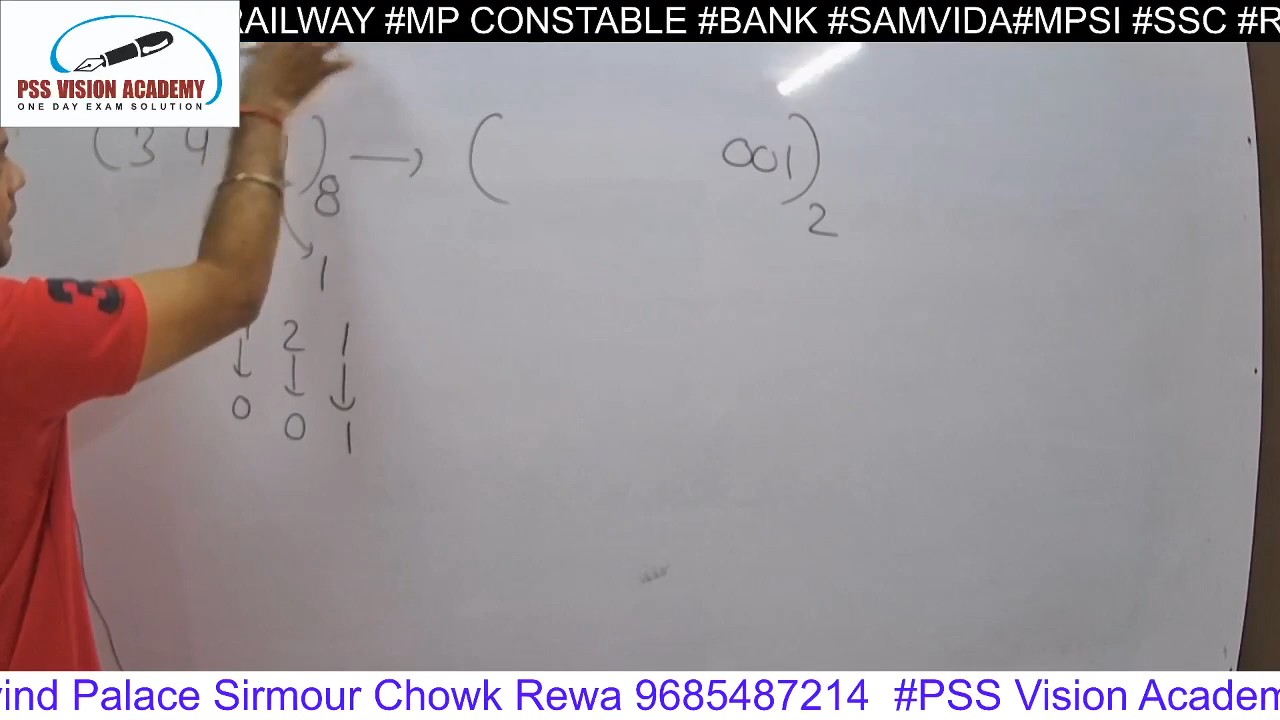 RAILWAY #MP CONSTABLE #BANK #SAMVIDA#MPSI #SSC #R
PSS VISION ACADEMY
ONE DAY EXAM SOLUTION
(3 4 )8 → ( 001)2
1
2 1
↓ ↓ ↓
0 0 1
vind Palace Sirmour Chowk Rewa 9685487214 #PSS Vision Academ